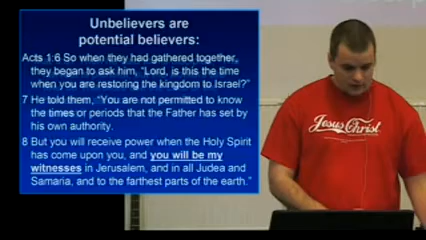 Unbelievers are
potential believers:
Acts 1:6 So when they had gathered together,
they began to ask him, "Lord, is this the time
when you are restoring the kingdom to Israel?"
7 He told them, "You are not permitted to know
the times or periods that the Father has set by
his own authority.
8 But you will receive power when the Holy Spirit
has come upon you, and you will be my
witnesses in Jerusalem, and in all Judea and
Samaria, and to the farthest parts of the earth."
Jesus Christ